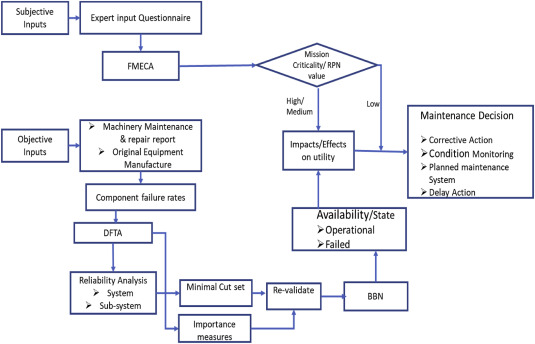 Subjective
Inputs
Expert input Questionnaire
FMECA
Mission
Criticality/ RPN
value
High/
Medium
Low
Objective
Inputs
➢ Machinery Maintenance
& repair report
➢ Original Equipment
Manufacture
Component failure rates
DFTA
Reliability Analysis
➢ System
➢ Sub-system
Minimal Cut set
Importance
measures
Re-validate
BBN
Availability/State
➢ Operational
➢ Failed
Impacts/Effects
on utility
Maintenance Decision
➢ Corrective Action
➢ Condition Monitoring
➢ Planned maintenance
System
➢ Delay Action